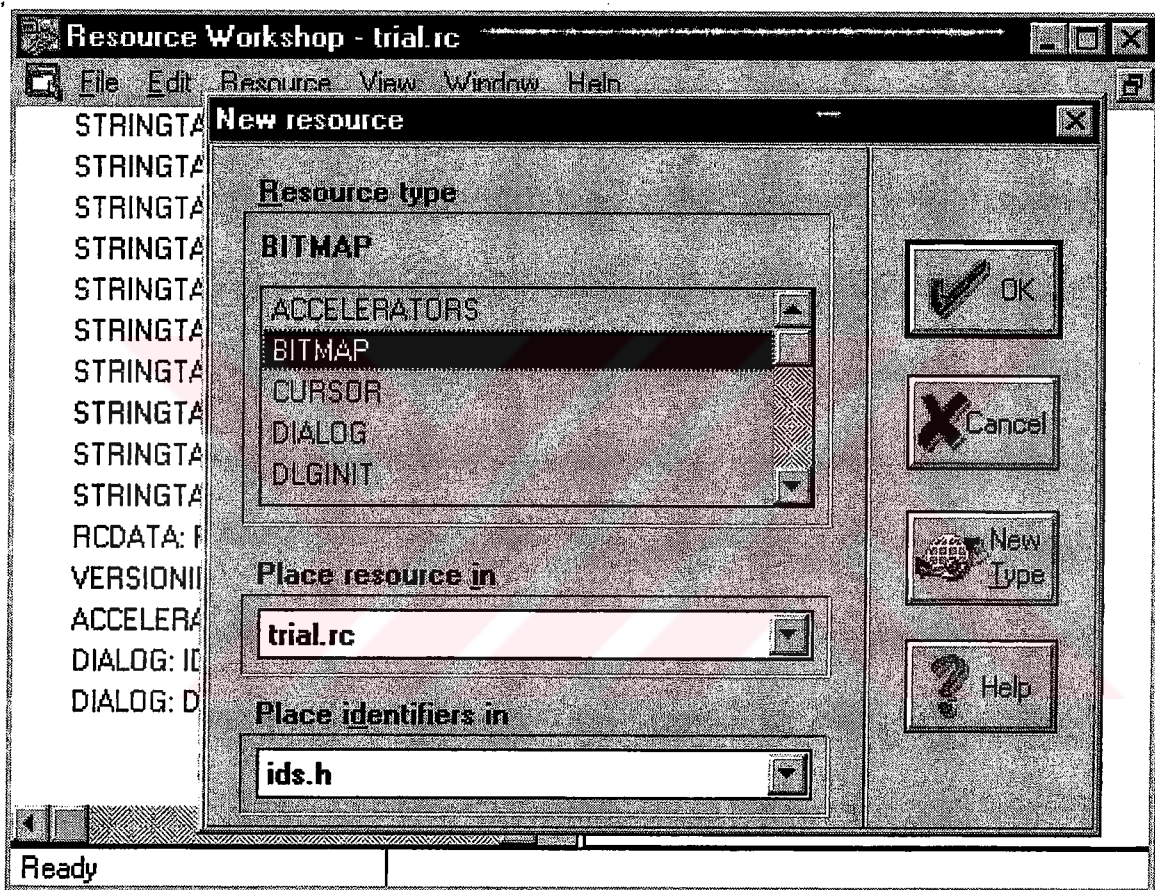 Resource Workshop - trial.rc
File Edit Resource View Window Help
New resource
STRINGTA
STRINGTA
STRINGTA
STRINGTA
STRINGTA
STRINGTA
STRINGTA
STRINGTA
STRINGTA
STRINGTA
RCDATA:
VERSIONI
ACCELERA
DIALOG: ID
DIALOG: D
Resource type
BITMAP
ACCELERATORS
BITMAP
CURSOR
DIALOG
DLGINIT
Place resource in
trial.rc
Place identifiers in
ids.h
OK
Cancel
New
Type
Help
Ready